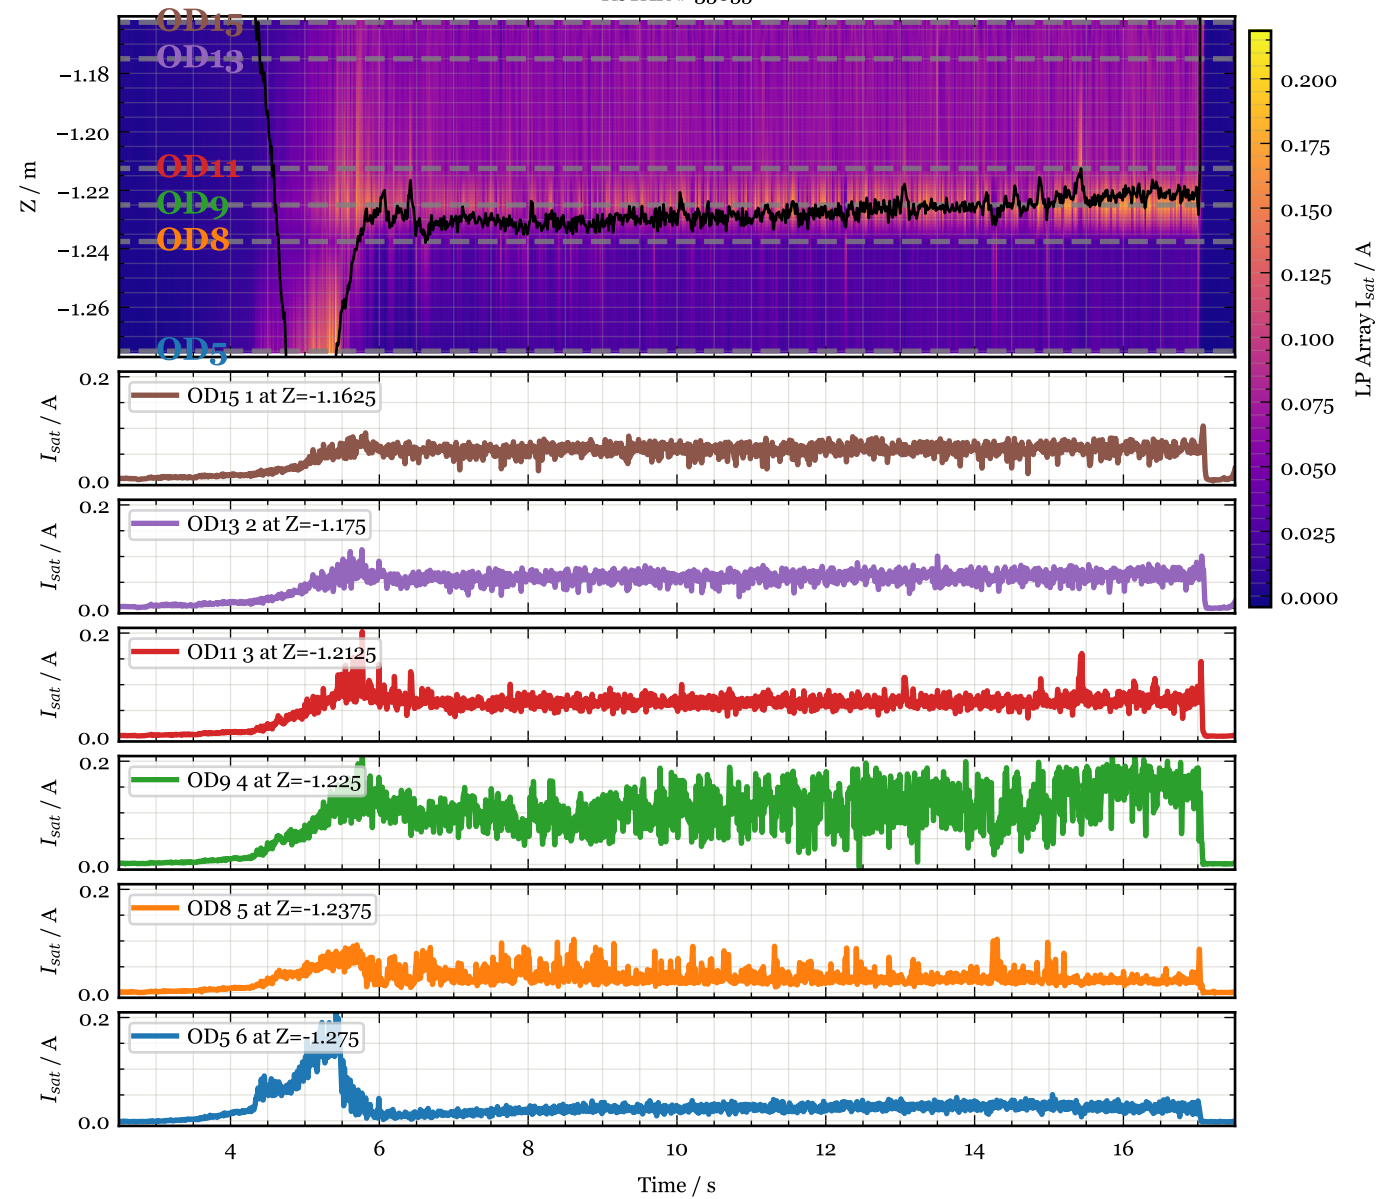 OD15
OD13
OD11
OD9
OD8
OD5
−1.18
−1.20
−1.22
−1.24
−1.26
Z / m
0.200
0.175
0.150
0.125
0.100
0.075
0.050
0.025
0.000
LP Array Isat / A
0.2
0.0
Isat / A
OD15 1 at Z=-1.1625
0.2
0.0
Isat / A
OD13 2 at Z=-1.175
0.2
0.0
Isat / A
OD11 3 at Z=-1.2125
0.2
0.0
Isat / A
OD9 4 at Z=-1.225
0.2
0.0
Isat / A
OD8 5 at Z=-1.2375
0.2
0.0
Isat / A
OD5 6 at Z=-1.275
4 6 8 10 12 14 16
Time / s